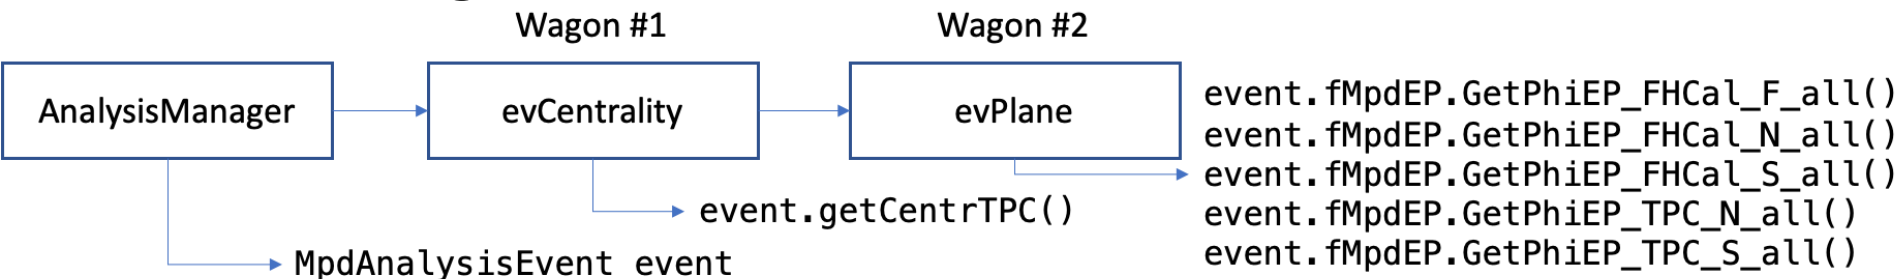 Wagon #1
Wagon #2
AnalysisManager
evCentrality
evPlane
event.fMpdEP.GetPhiEP_FHCal_F_all()
event.fMpdEP.GetPhiEP_FHCal_N_all()
event.fMpdEP.GetPhiEP_FHCal_S_all()
event.fMpdEP.GetPhiEP_TPC_N_all()
event.fMpdEP.GetPhiEP_TPC_S_all()
event.getCentrTPC()
MpdAnalysisEvent event